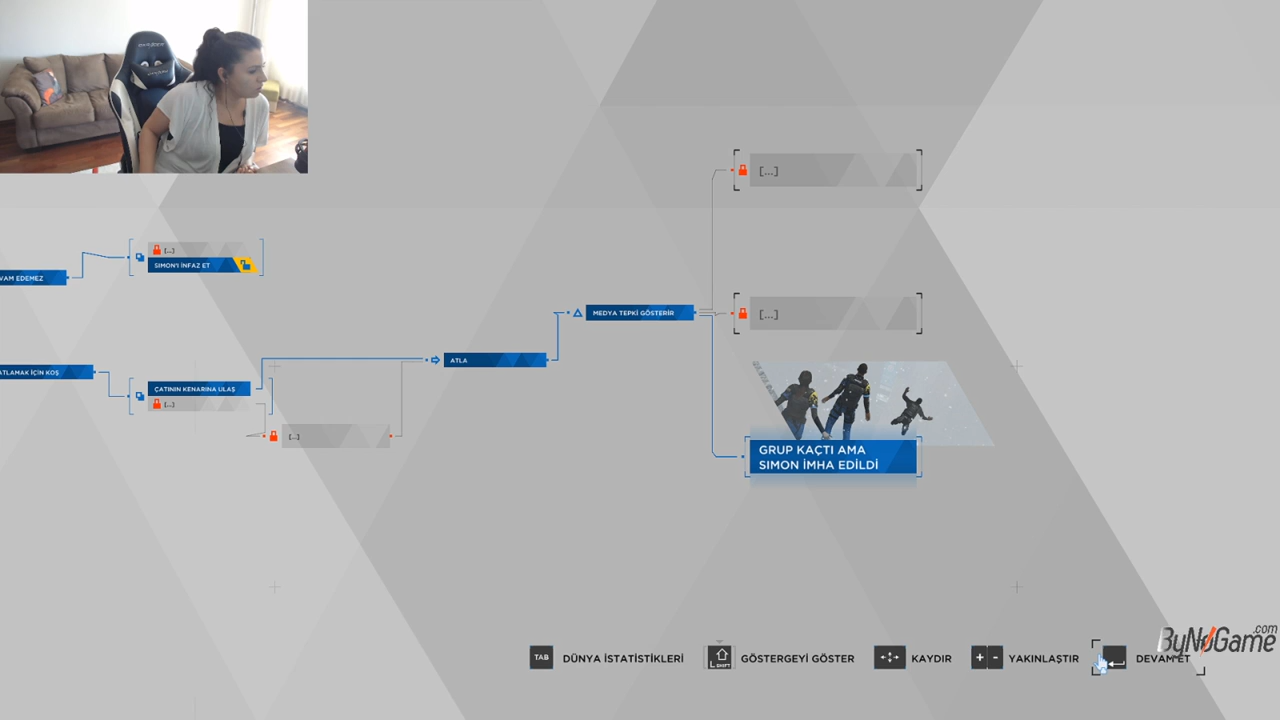 [...]
[...]
SIMON'I İNFAZ ET
VAM EDEMEZ
[...]
MEDYA TEPKİ GÖSTERİR
ATLA
ATLAMAK İÇİN KOŞ
ÇATININ KENARINA ULAŞ
[...]
[...]
GRUP KAÇTI AMA
SIMON İMHA EDİLDİ
TAB DÜNYA İSTATİSTİKLERİ
L SHIFT GÖSTERGEYİ GÖSTER
KAYDIR
+ - YAKINLAŞTIR
DEVAM ET
ByNoGame.com